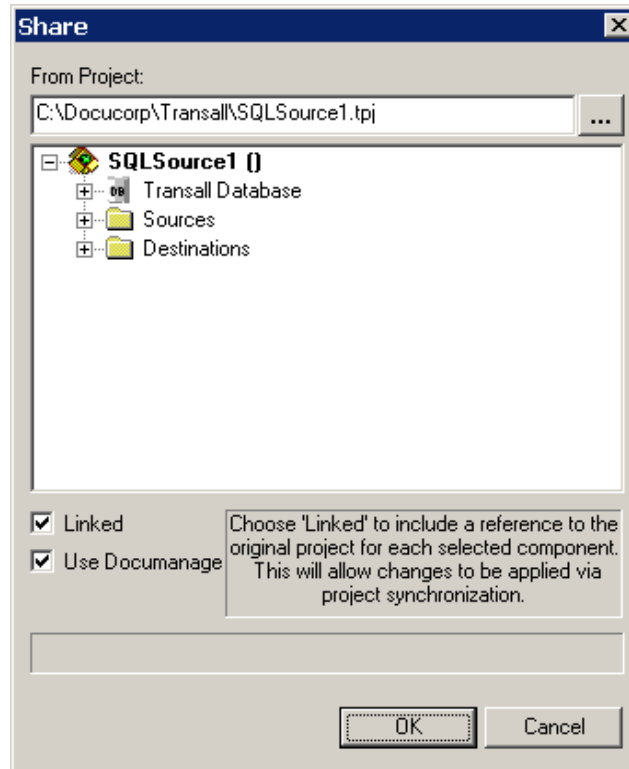 Share
From Project:
C:\Docucorp\Transall\SQLSource1.tpj
...
SQLSource1 ()
DB Transall Database
Sources
Destinations
Linked
Use Documanage
Choose 'Linked' to include a reference to the
original project for each selected component.
This will allow changes to be applied via
project synchronization.
OK
Cancel